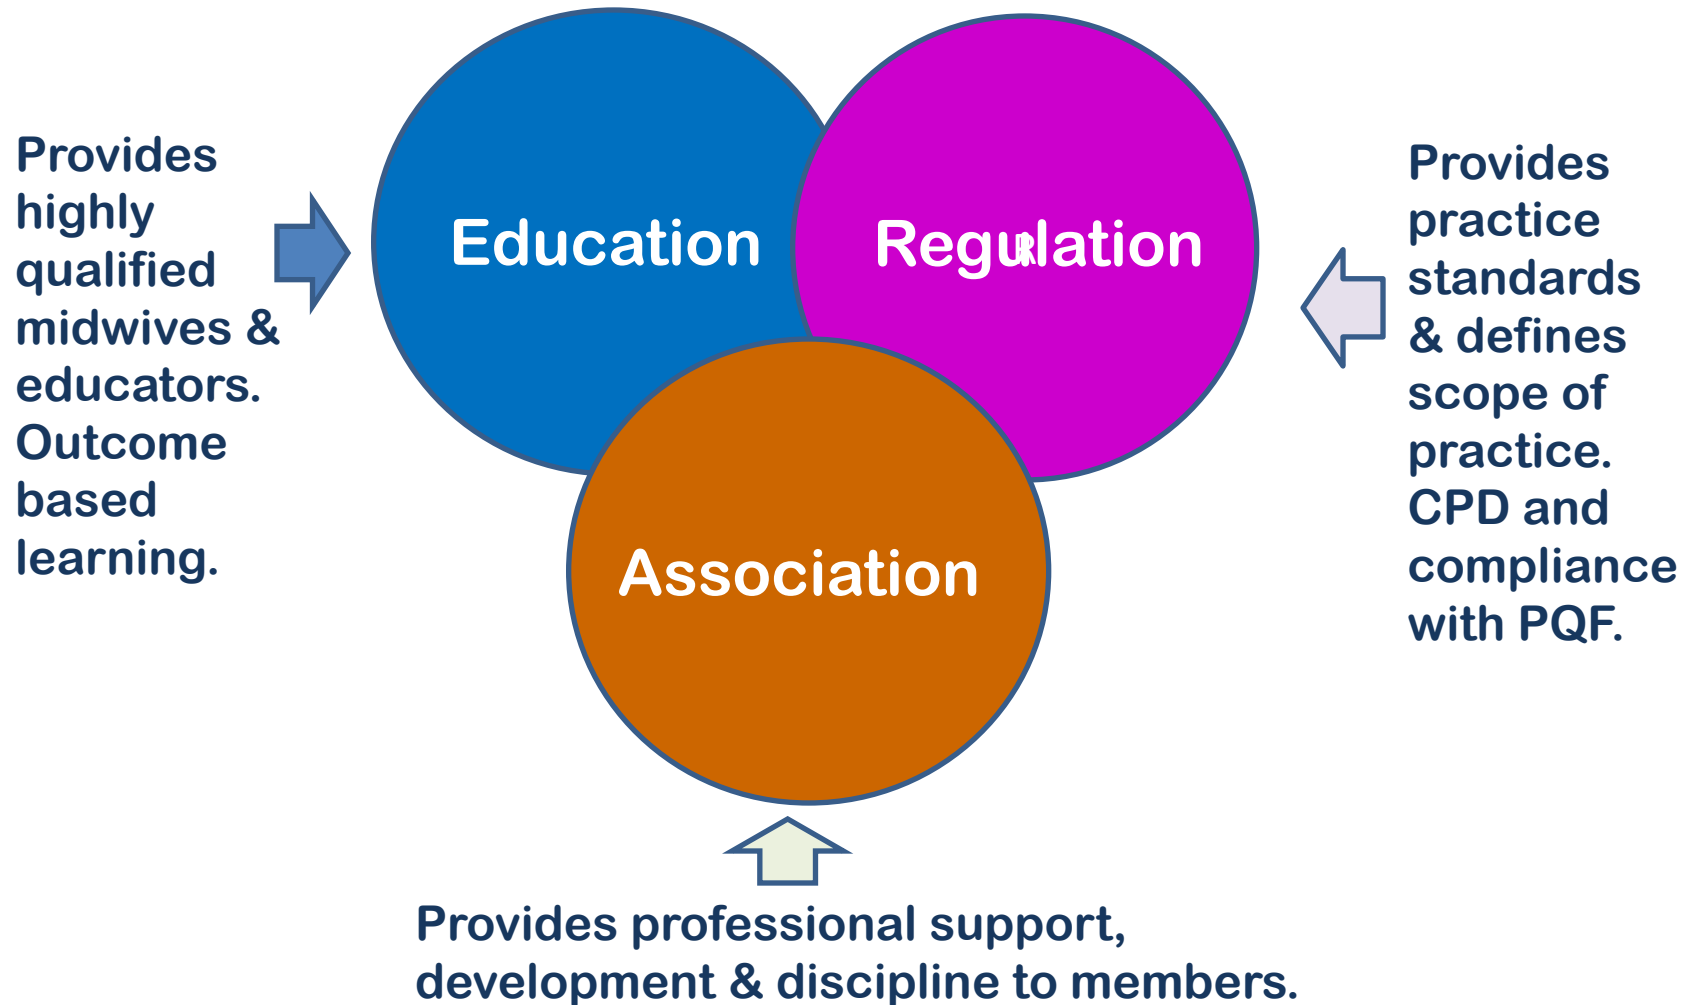 Provides
highly
qualified
midwives &
educators.
Outcome
based
learning.
Education
Regulation
R
Association
Provides
practice
standards
& defines
scope of
practice.
CPD and
compliance
with PQF.
Provides professional support,
development & discipline to members.